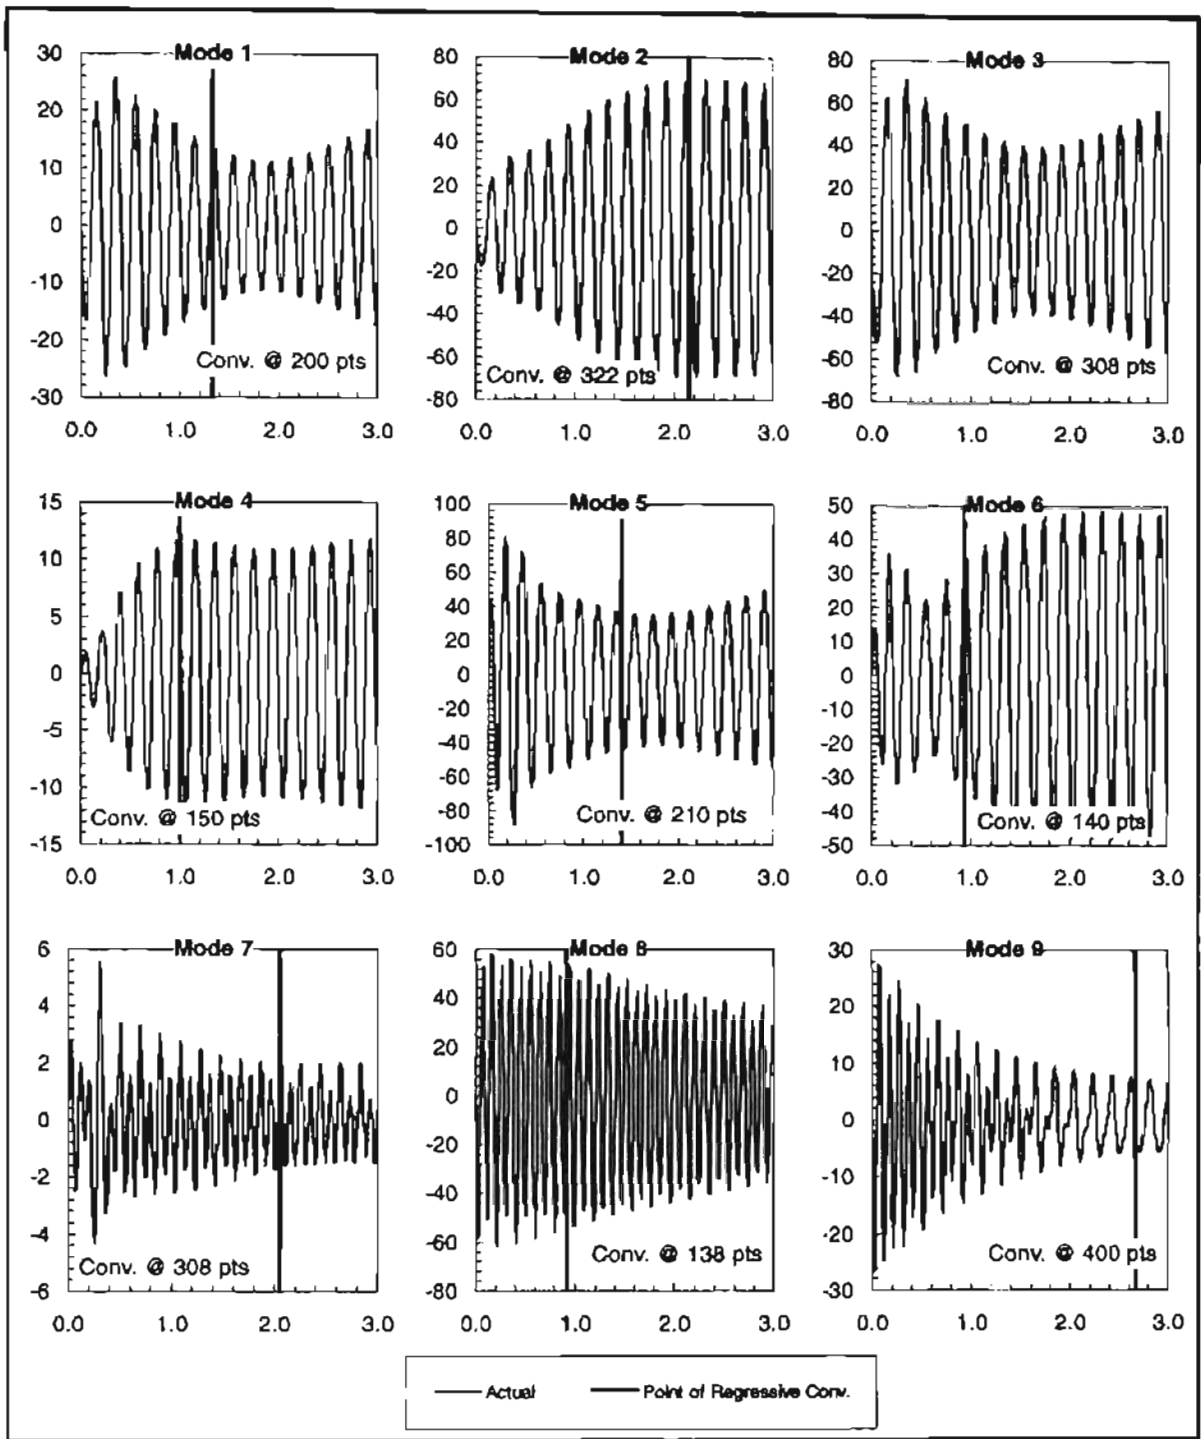 Mode 1
30
20
10
0
-10
-20
-30
Conv. @ 200 pts
0.0 1.0 2.0 3.0
Mode 2
80
60
40
20
0
-20
-40
-60
-80
Conv. @ 322 pts
0.0 1.0 2.0 3.0
Mode 3
80
60
40
20
0
-20
-40
-60
-80
Conv. @ 308 pts
0.0 1.0 2.0 3.0
Mode 4
15
10
5
0
-5
-10
-15
Conv. @ 150 pts
0.0 1.0 2.0 3.0
Mode 5
100
80
60
40
20
0
-20
-40
-60
-80
-100
Conv. @ 210 pts
0.0 1.0 2.0 3.0
Mode 6
50
40
30
20
10
0
-10
-20
-30
-40
-50
Conv. @ 140 pts
0.0 1.0 2.0 3.0
Mode 7
6
4
2
0
-2
-4
-6
Conv. @ 308 pts
0.0 1.0 2.0 3.0
Mode 8
60
40
20
0
-20
-40
-60
-80
Conv. @ 138 pts
0.0 1.0 2.0 3.0
Mode 9
30
20
10
0
-10
-20
-30
Conv. @ 400 pts
0.0 1.0 2.0 3.0
Actual Point of Regressive Conv.